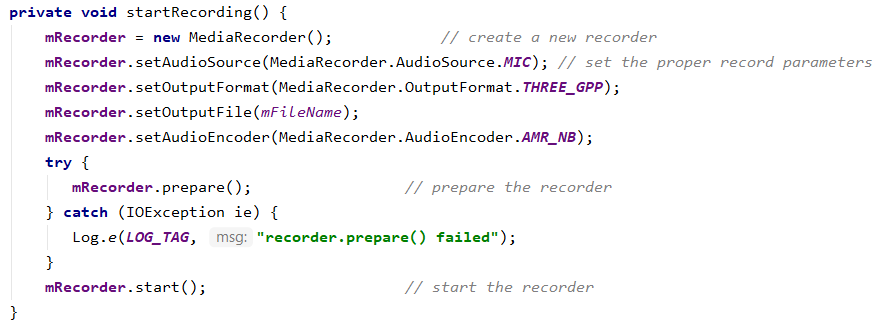 private void startRecording() {
    mRecorder = new MediaRecorder();            // create a new recorder
    mRecorder.setAudioSource(MediaRecorder.AudioSource.MIC); // set the proper record parameters
    mRecorder.setOutputFormat(MediaRecorder.OutputFormat.THREE_GPP);
    mRecorder.setOutputFile(mFileName);
    mRecorder.setAudioEncoder(MediaRecorder.AudioEncoder.AMR_NB);
    try {
       mRecorder.prepare();                 // prepare the recorder
    } catch (IOException ie) {
       Log.e(LOG_TAG, msg: "recorder.prepare() failed");
    }
    mRecorder.start();                      // start the recorder
}